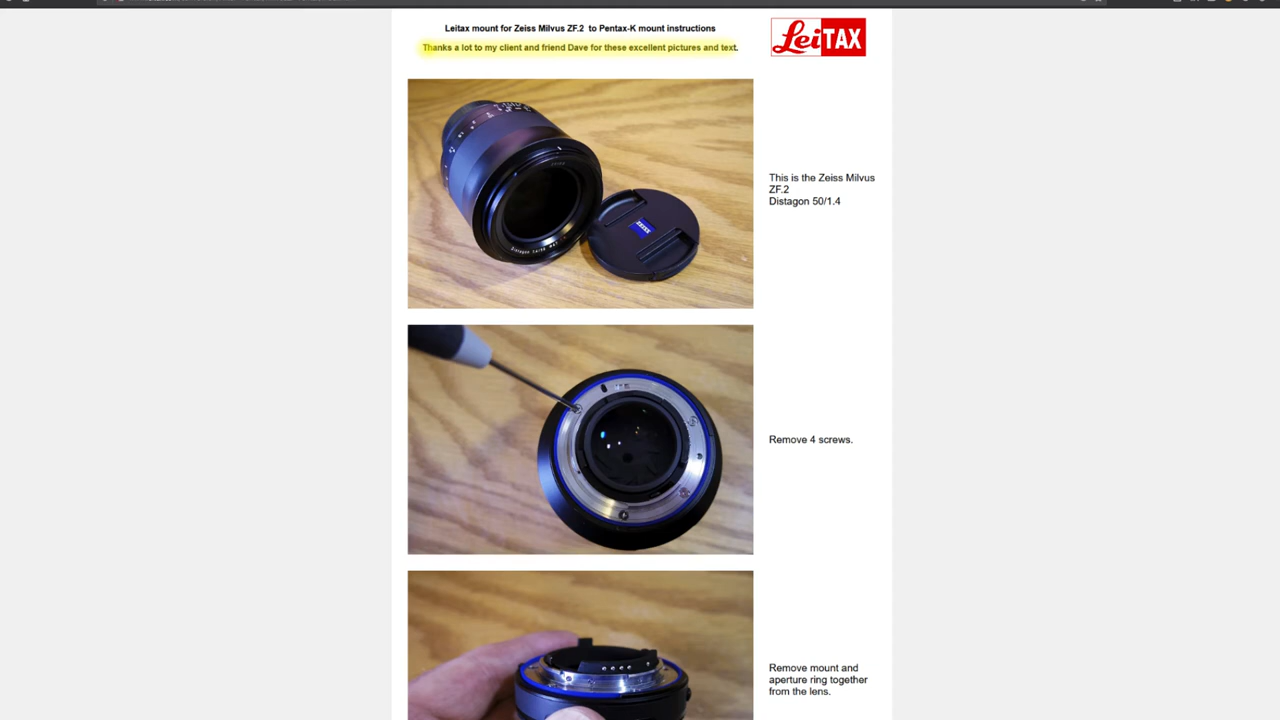 Leitax mount for Zeiss Milvus ZF.2 to Pentax-K mount instructions
Thanks a lot to my client and friend Dave for these excellent pictures and text.
LeiTAX
This is the Zeiss Milvus
ZF.2
Distagon 50/1.4
ZEISS
Remove 4 screws.
Remove mount and
aperture ring together
from the lens.